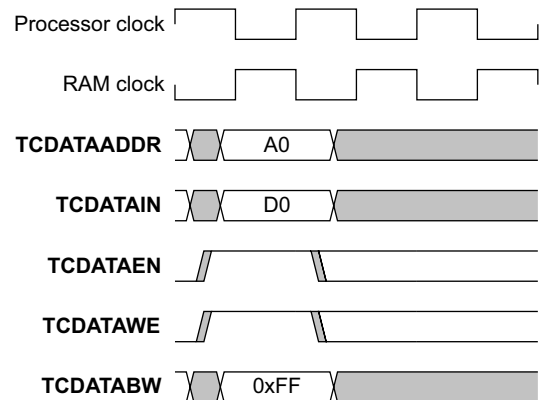 Processor clock
RAM clock
TCDATAADDR A0
TCDATAIN D0
TCDATAEN
TCDATAWE
TCDATABW 0xFF